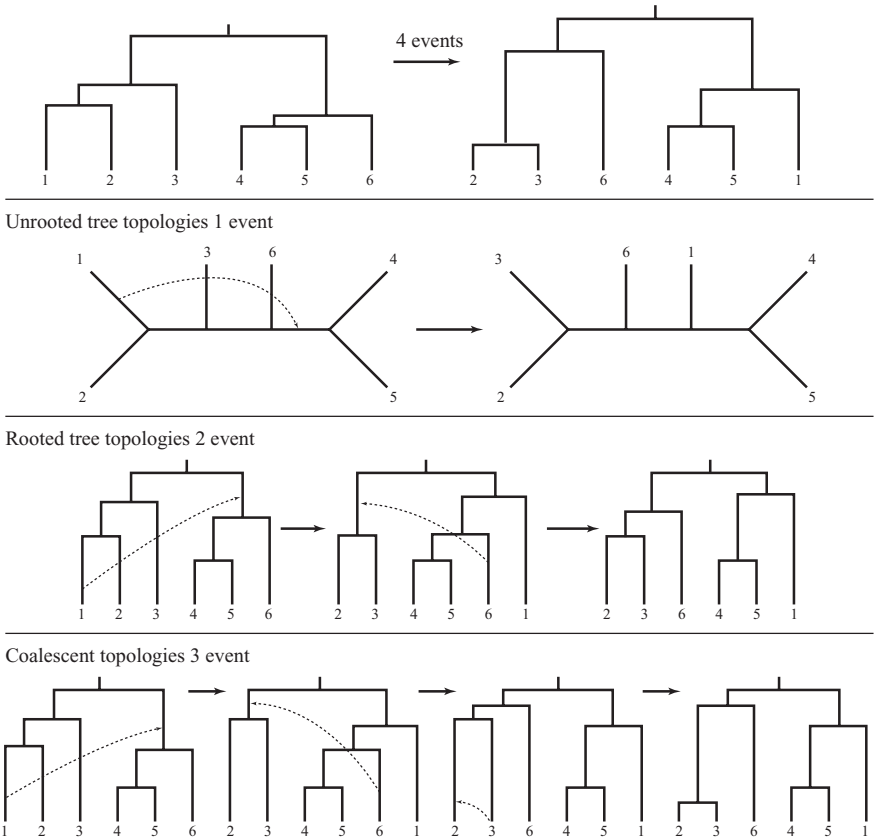 4 events
1 2 3 4 5 6 2 3 6 4 5 1
Unrooted tree topologies 1 event
1 3 6 4 3 6 1 4
2 5 2 5
Rooted tree topologies 2 event
1 2 3 4 5 6 2 3 4 5 6 1 2 3 6 4 5 1
Coalescent topologies 3 event
1 2 3 4 5 6 2 3 4 5 6 1 2 3 6 4 5 1 2 3 6 4 5 1